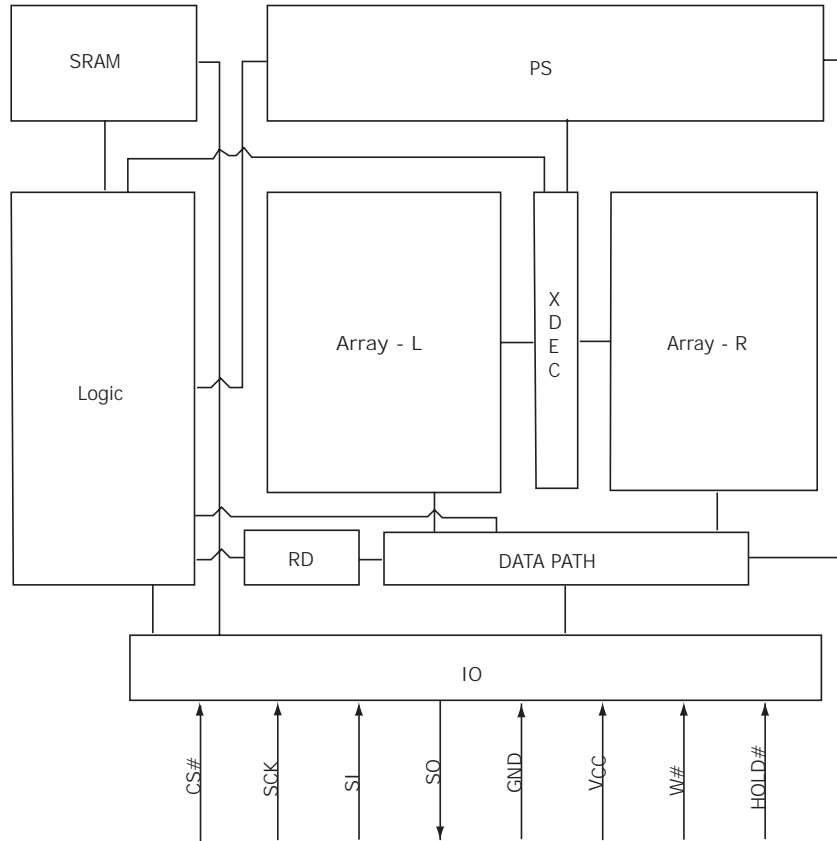 SRAM
PS
Logic
Array - L
X
D
E
C
Array - R
RD
DATA PATH
IO
CS#
SCK
SI
SO
GND
VCC
W#
HOLD#